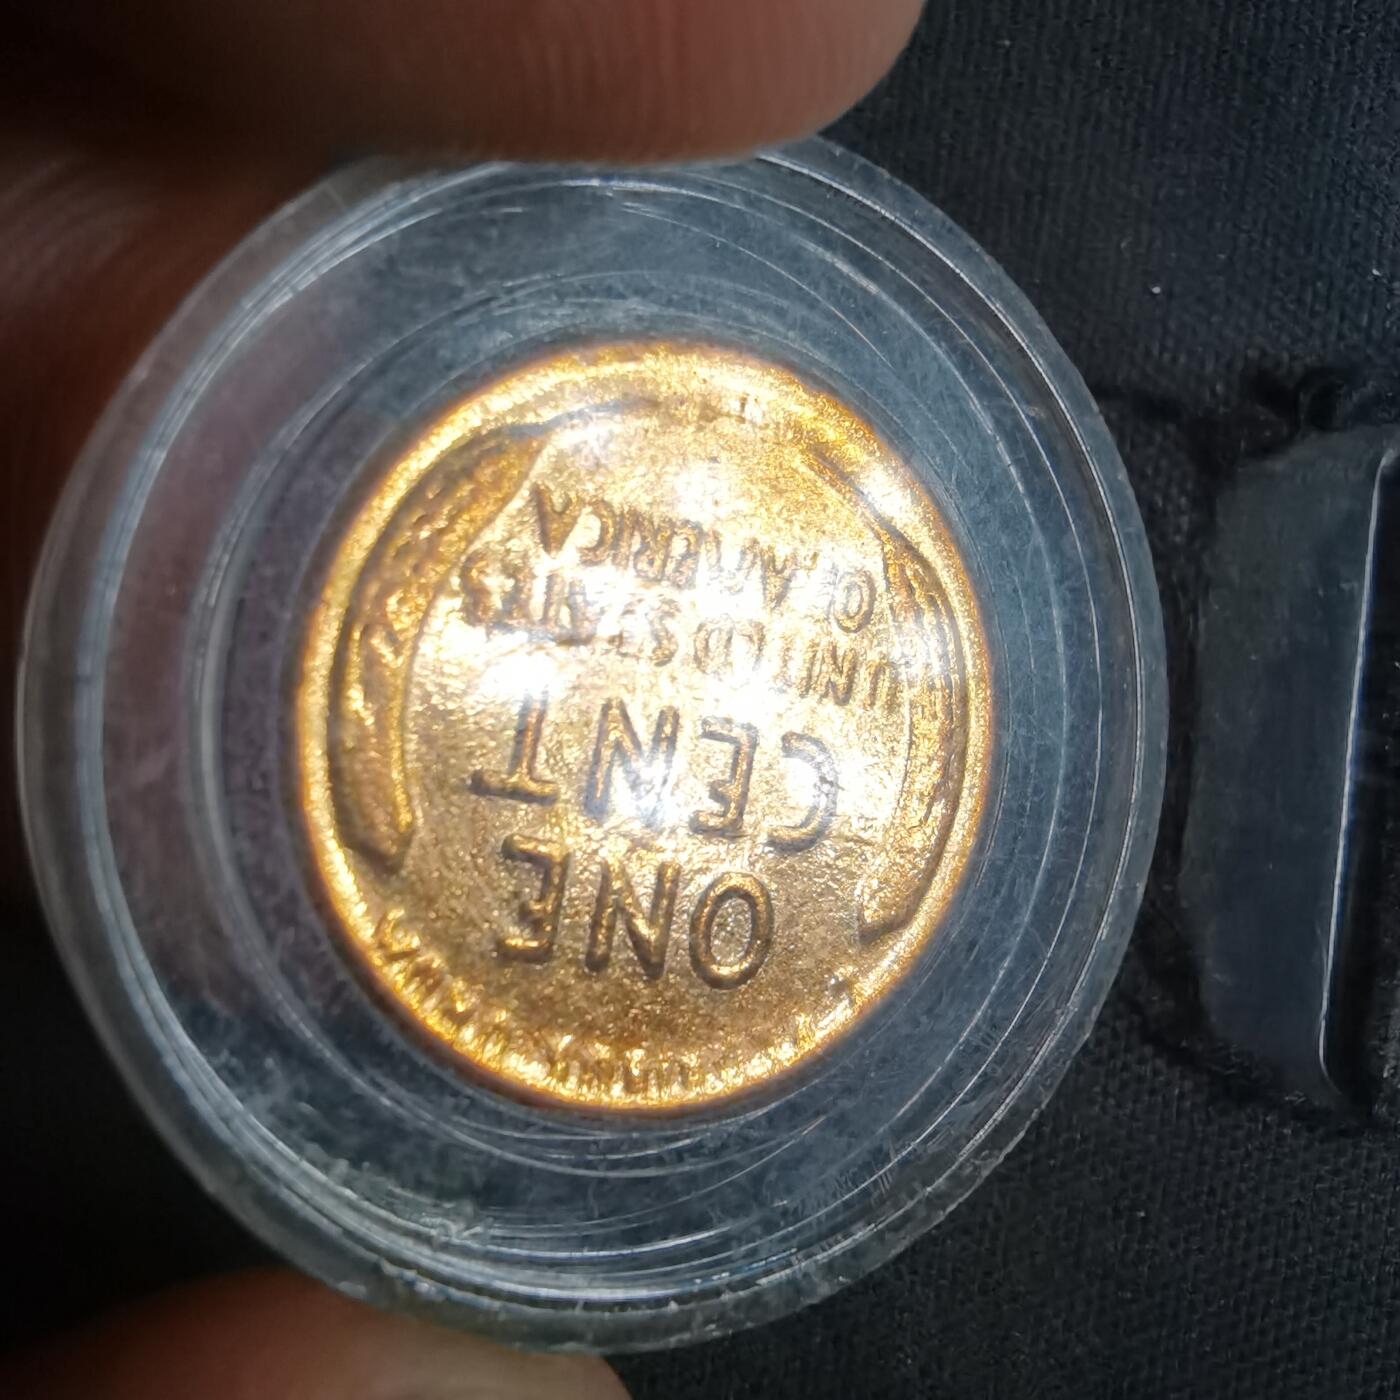 ONE
CENT
UNITED STATES
OF AMERICA